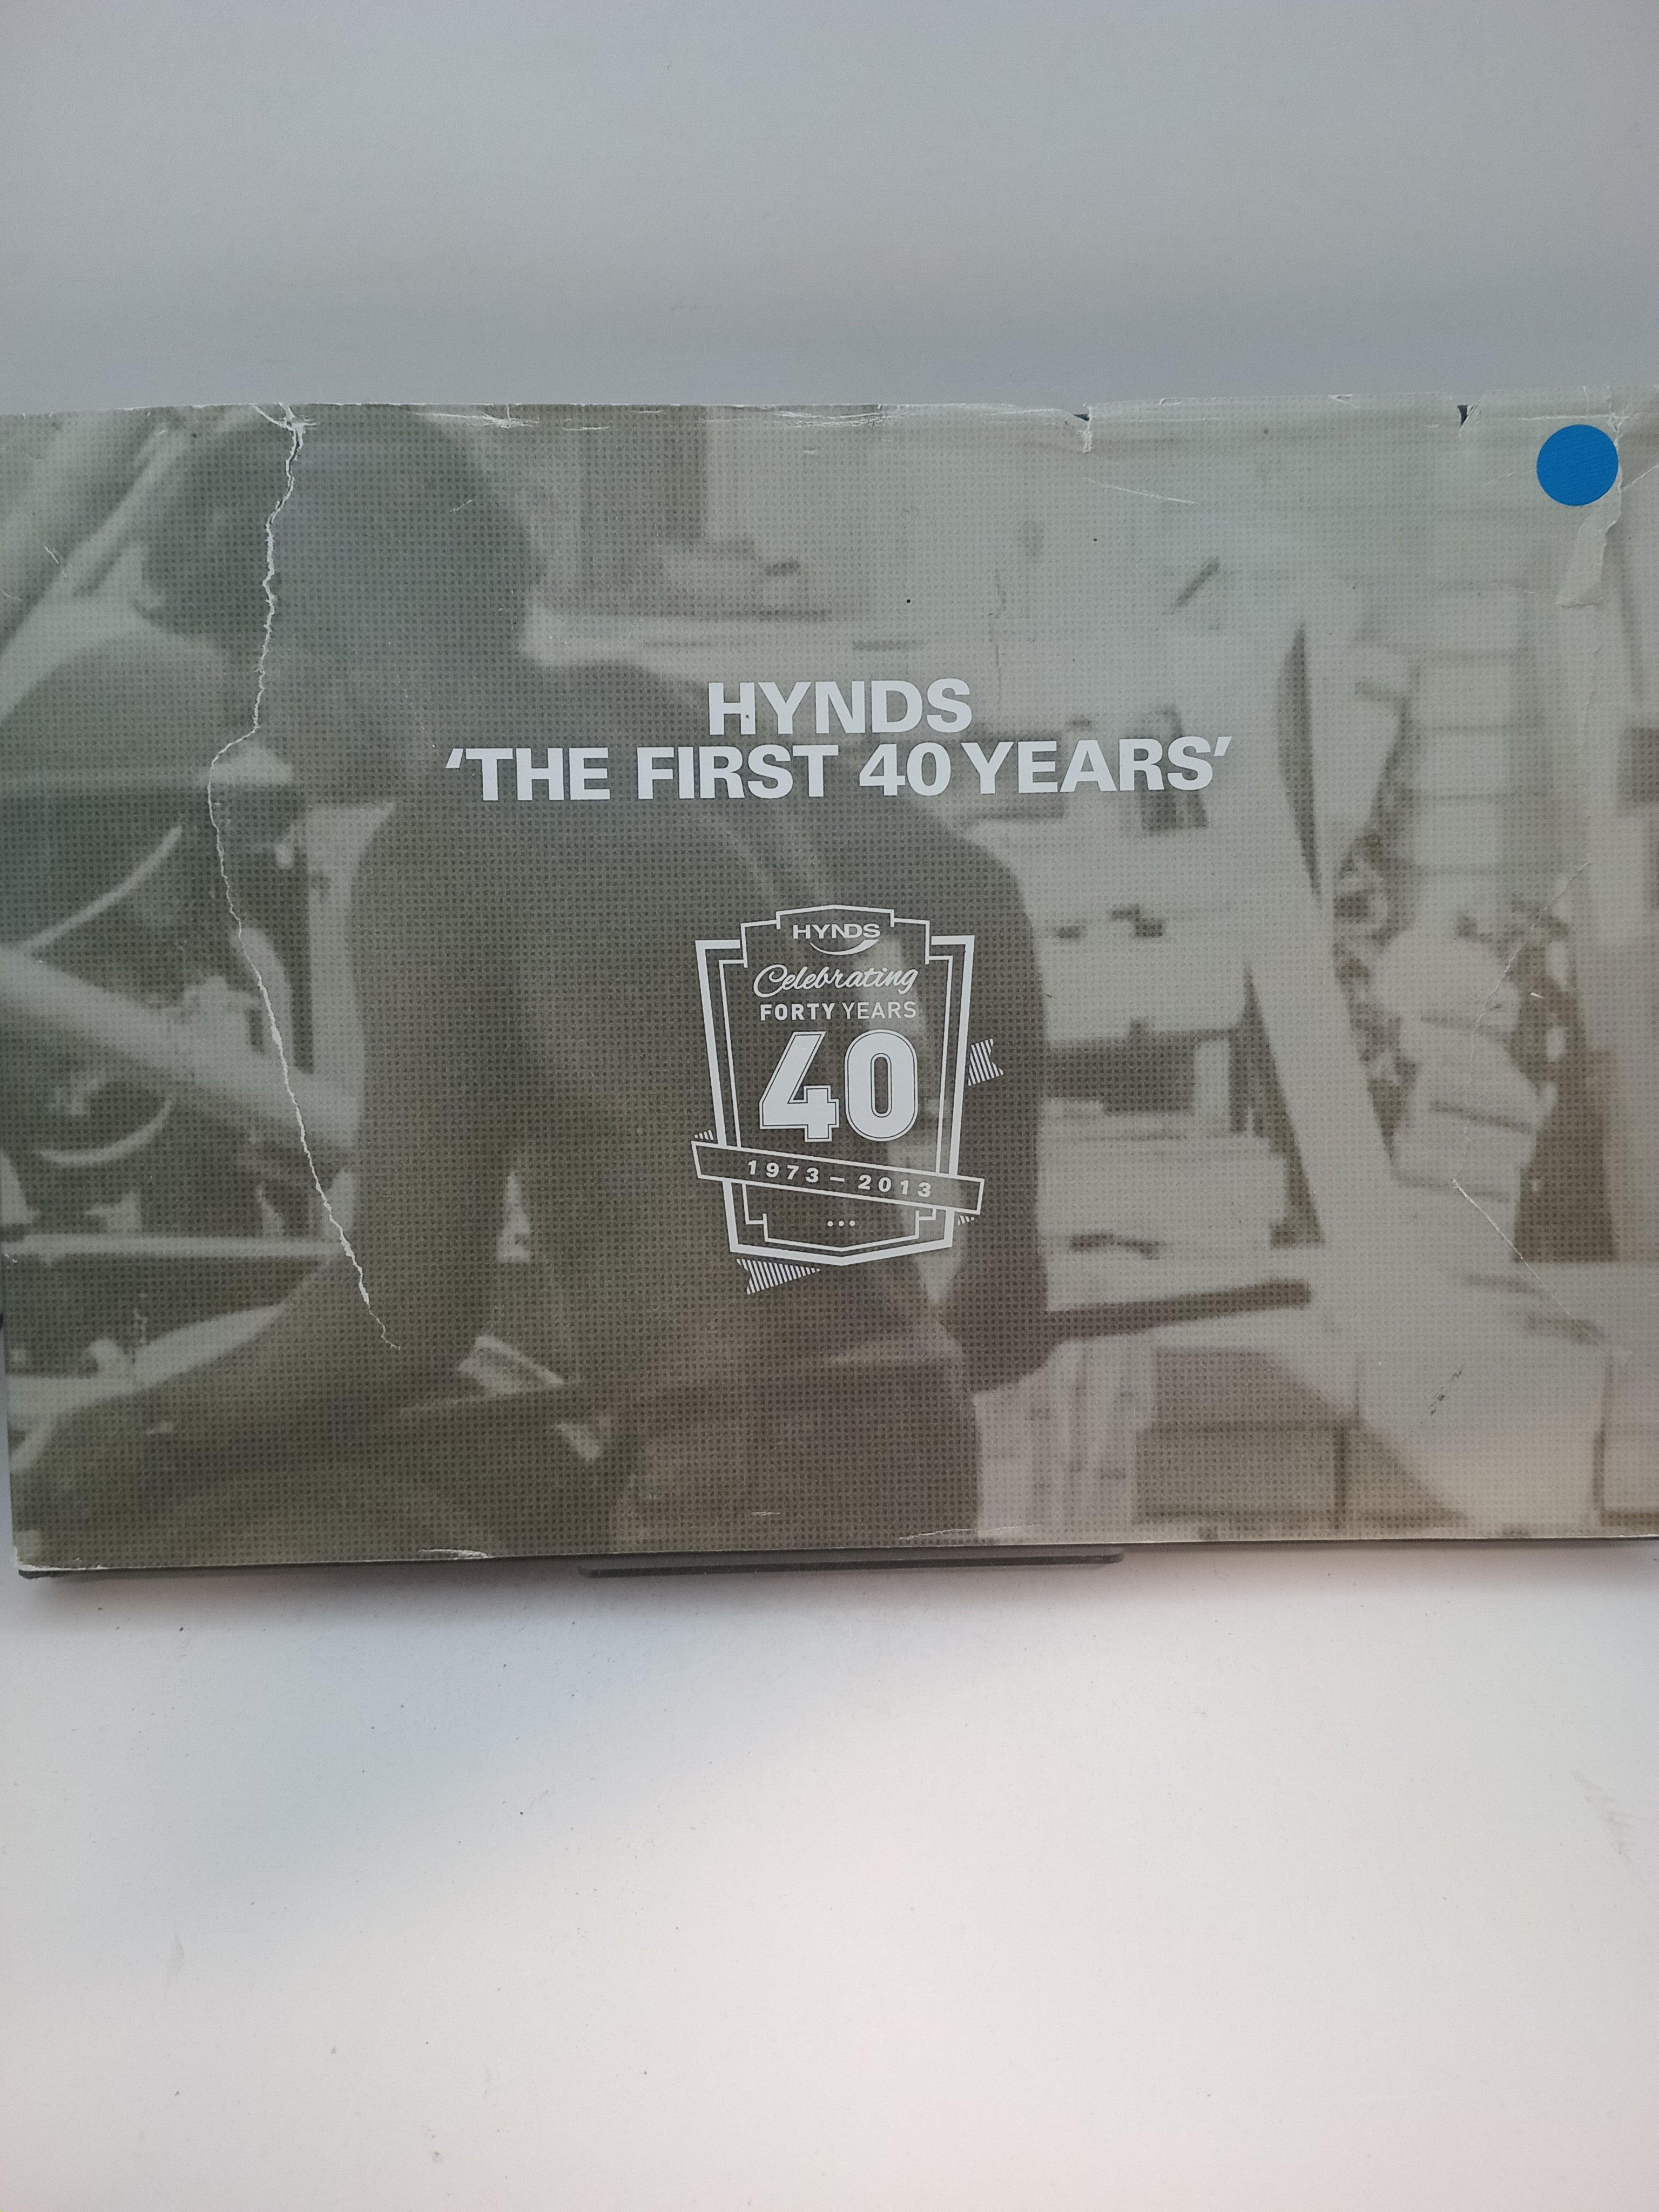 HYNDS
‘THE FIRST 40 YEARS’
HYNDS
Celebrating
FORTY YEARS
40
1973 – 2013